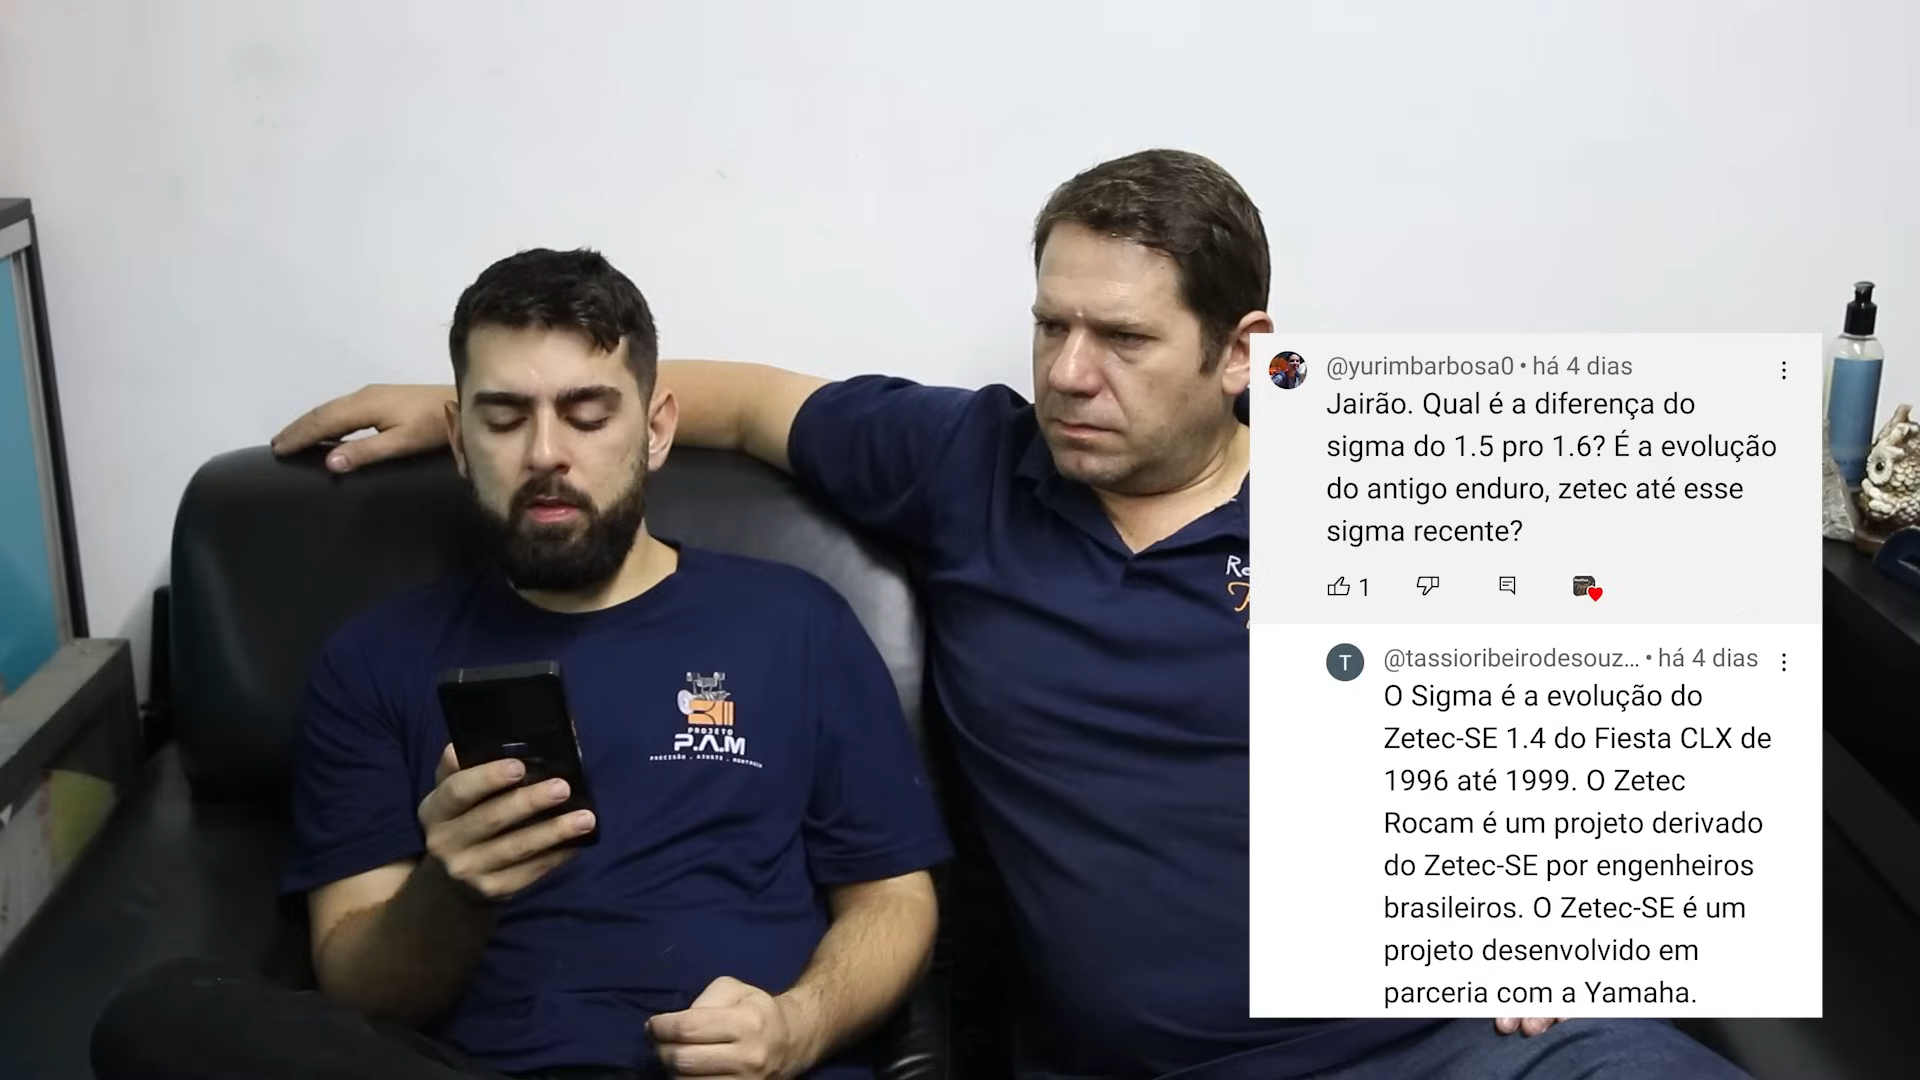 @yurimbarbosa0 • há 4 dias
Jairão. Qual é a diferença do
sigma do 1.5 pro 1.6? É a evolução
do antigo enduro, zetec até esse
sigma recente?
1
T
@tassioribeirodesouz... • há 4 dias
O Sigma é a evolução do
Zetec-SE 1.4 do Fiesta CLX de
1996 até 1999. O Zetec
Rocam é um projeto derivado
do Zetec-SE por engenheiros
brasileiros. O Zetec-SE é um
projeto desenvolvido em
parceria com a Yamaha.
PROJETO
P.A.M
PRECISÃO . AJUSTE . MONTAGEM